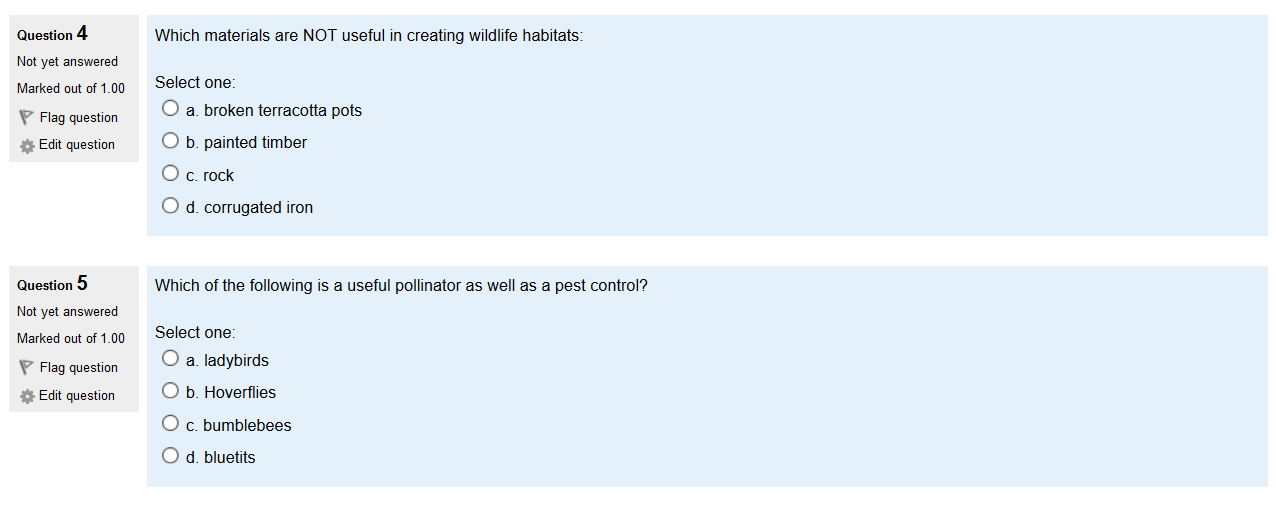 Question 4
Not yet answered
Marked out of 1.00
Flag question
Edit question
Which materials are NOT useful in creating wildlife habitats:
Select one:
a. broken terracotta pots
b. painted timber
c. rock
d. corrugated iron
Question 5
Not yet answered
Marked out of 1.00
Flag question
Edit question
Which of the following is a useful pollinator as well as a pest control?
Select one:
a. ladybirds
b. Hoverflies
c. bumblebees
d. bluetits